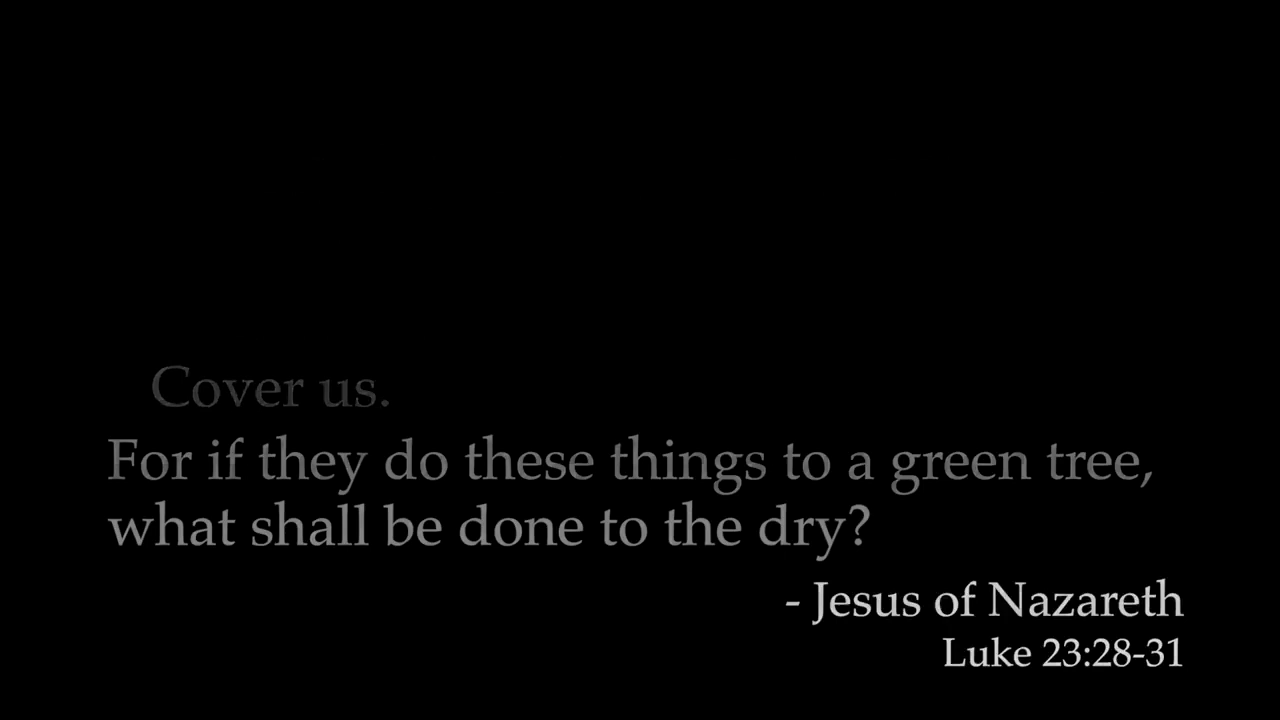 Cover us.
For if they do these things to a green tree,
what shall be done to the dry?
- Jesus of Nazareth
Luke 23:28-31